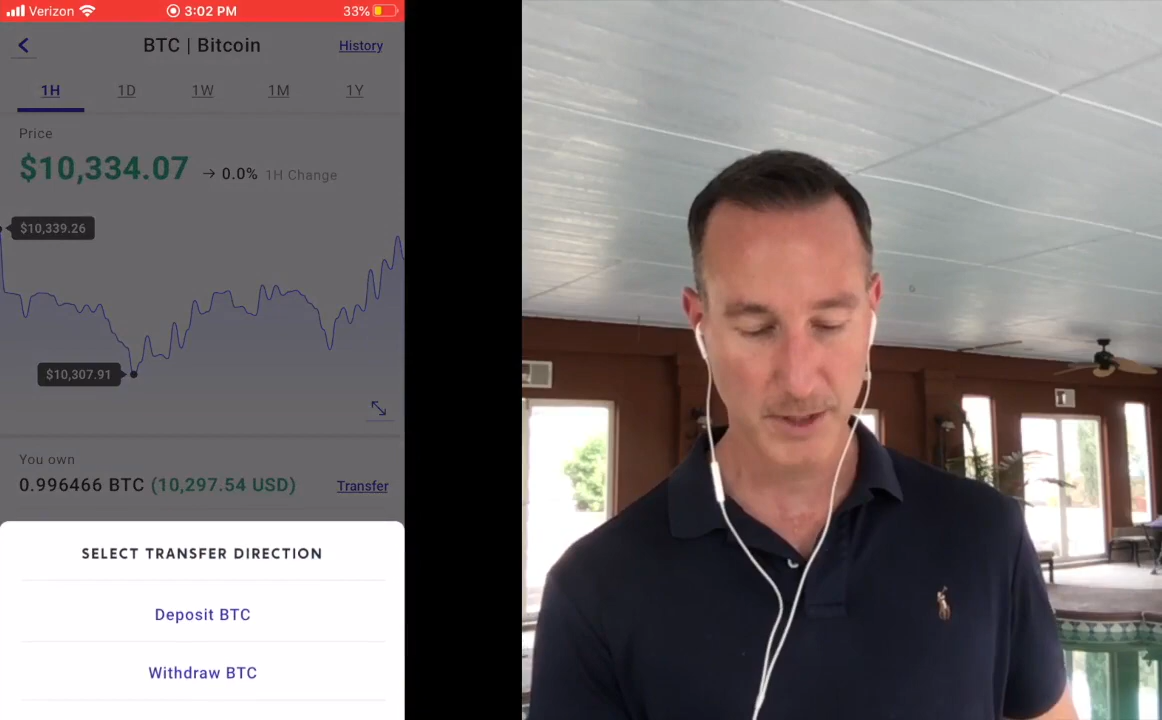 Verizon 3:02 PM 33%
BTC | Bitcoin History
1H 1D 1W 1M 1Y
Price
$10,334.07 → 0.0% 1H Change
$10,339.26
$10,307.91
You own
0.996466 BTC (10,297.54 USD) Transfer
SELECT TRANSFER DIRECTION
Deposit BTC
Withdraw BTC